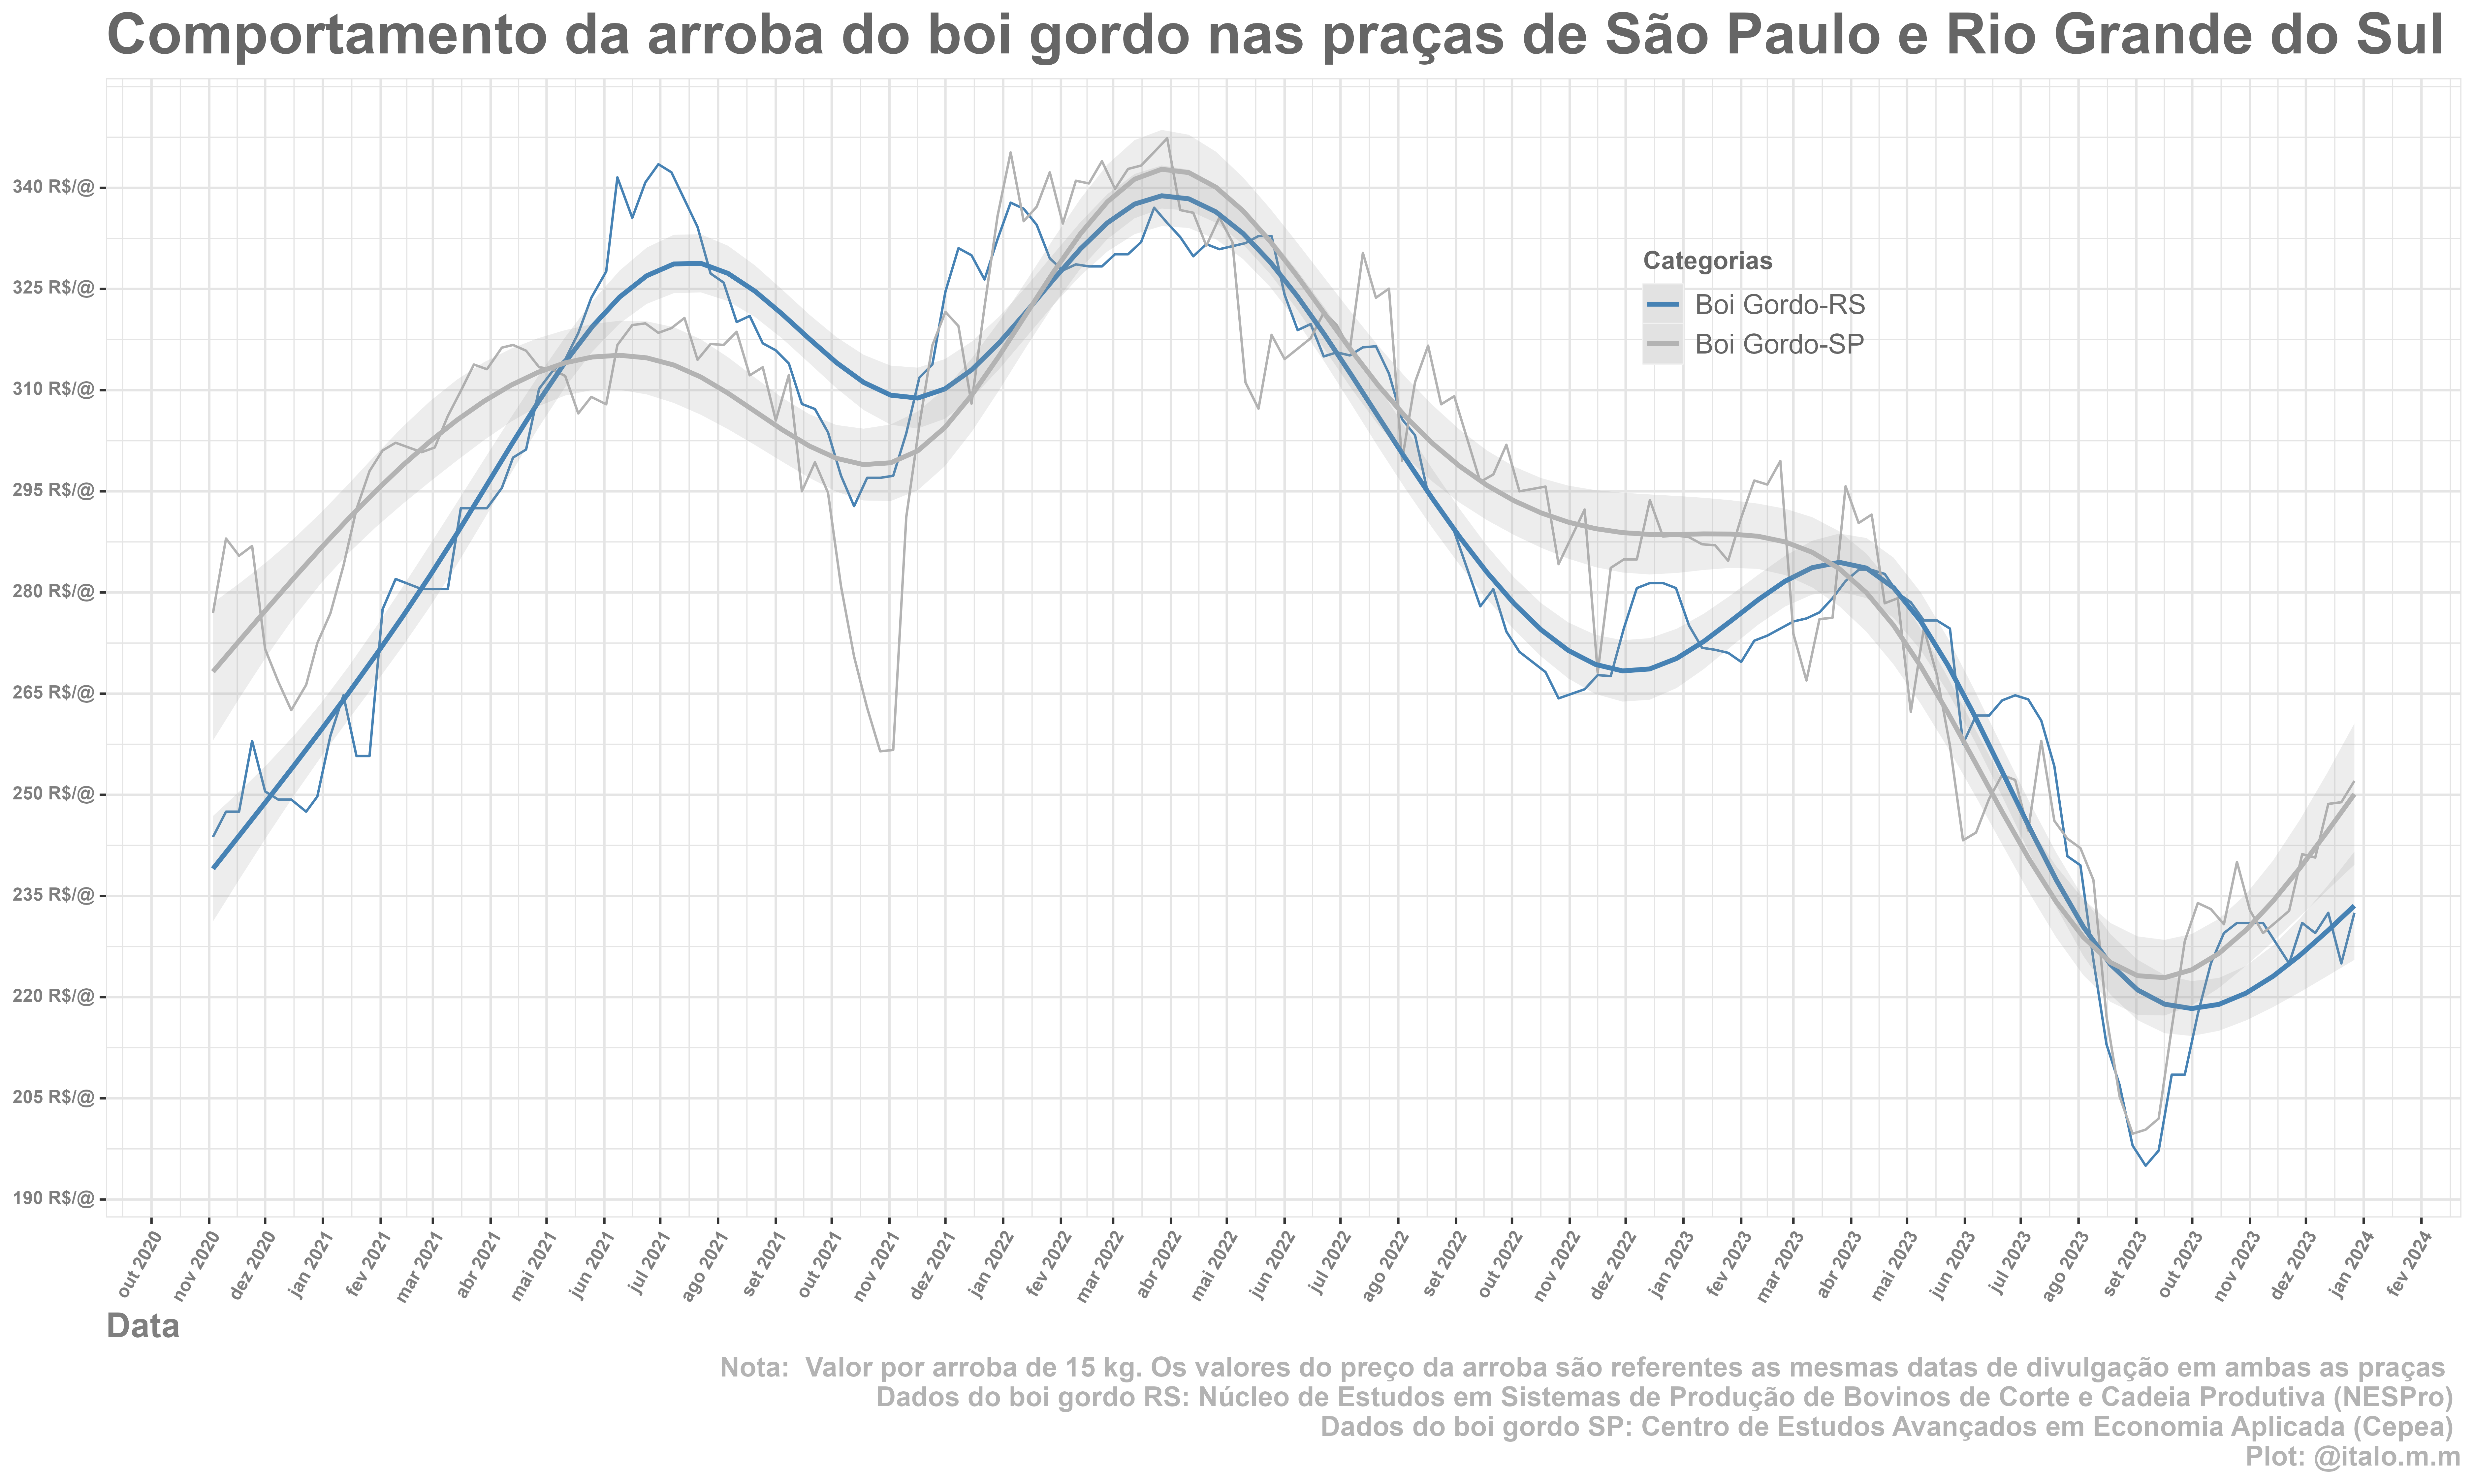 Comportamento da arroba do boi gordo nas praças de São Paulo e Rio Grande do Sul
340 R$/@
325 R$/@
310 R$/@
295 R$/@
280 R$/@
265 R$/@
250 R$/@
235 R$/@
220 R$/@
205 R$/@
190 R$/@
Categorias
Boi Gordo-RS
Boi Gordo-SP
out 2020
nov 2020
dez 2020
jan 2021
fev 2021
mar 2021
abr 2021
mai 2021
jun 2021
jul 2021
ago 2021
set 2021
out 2021
nov 2021
dez 2021
jan 2022
fev 2022
mar 2022
abr 2022
mai 2022
jun 2022
jul 2022
ago 2022
set 2022
out 2022
nov 2022
dez 2022
jan 2023
fev 2023
mar 2023
abr 2023
mai 2023
jun 2023
jul 2023
ago 2023
set 2023
out 2023
nov 2023
dez 2023
jan 2024
fev 2024
Data
Nota:  Valor por arroba de 15 kg. Os valores do preço da arroba são referentes as mesmas datas de divulgação em ambas as praças
Dados do boi gordo RS: Núcleo de Estudos em Sistemas de Produção de Bovinos de Corte e Cadeia Produtiva (NESPro)
Dados do boi gordo SP: Centro de Estudos Avançados em Economia Aplicada (Cepea)
Plot: @italo.m.m